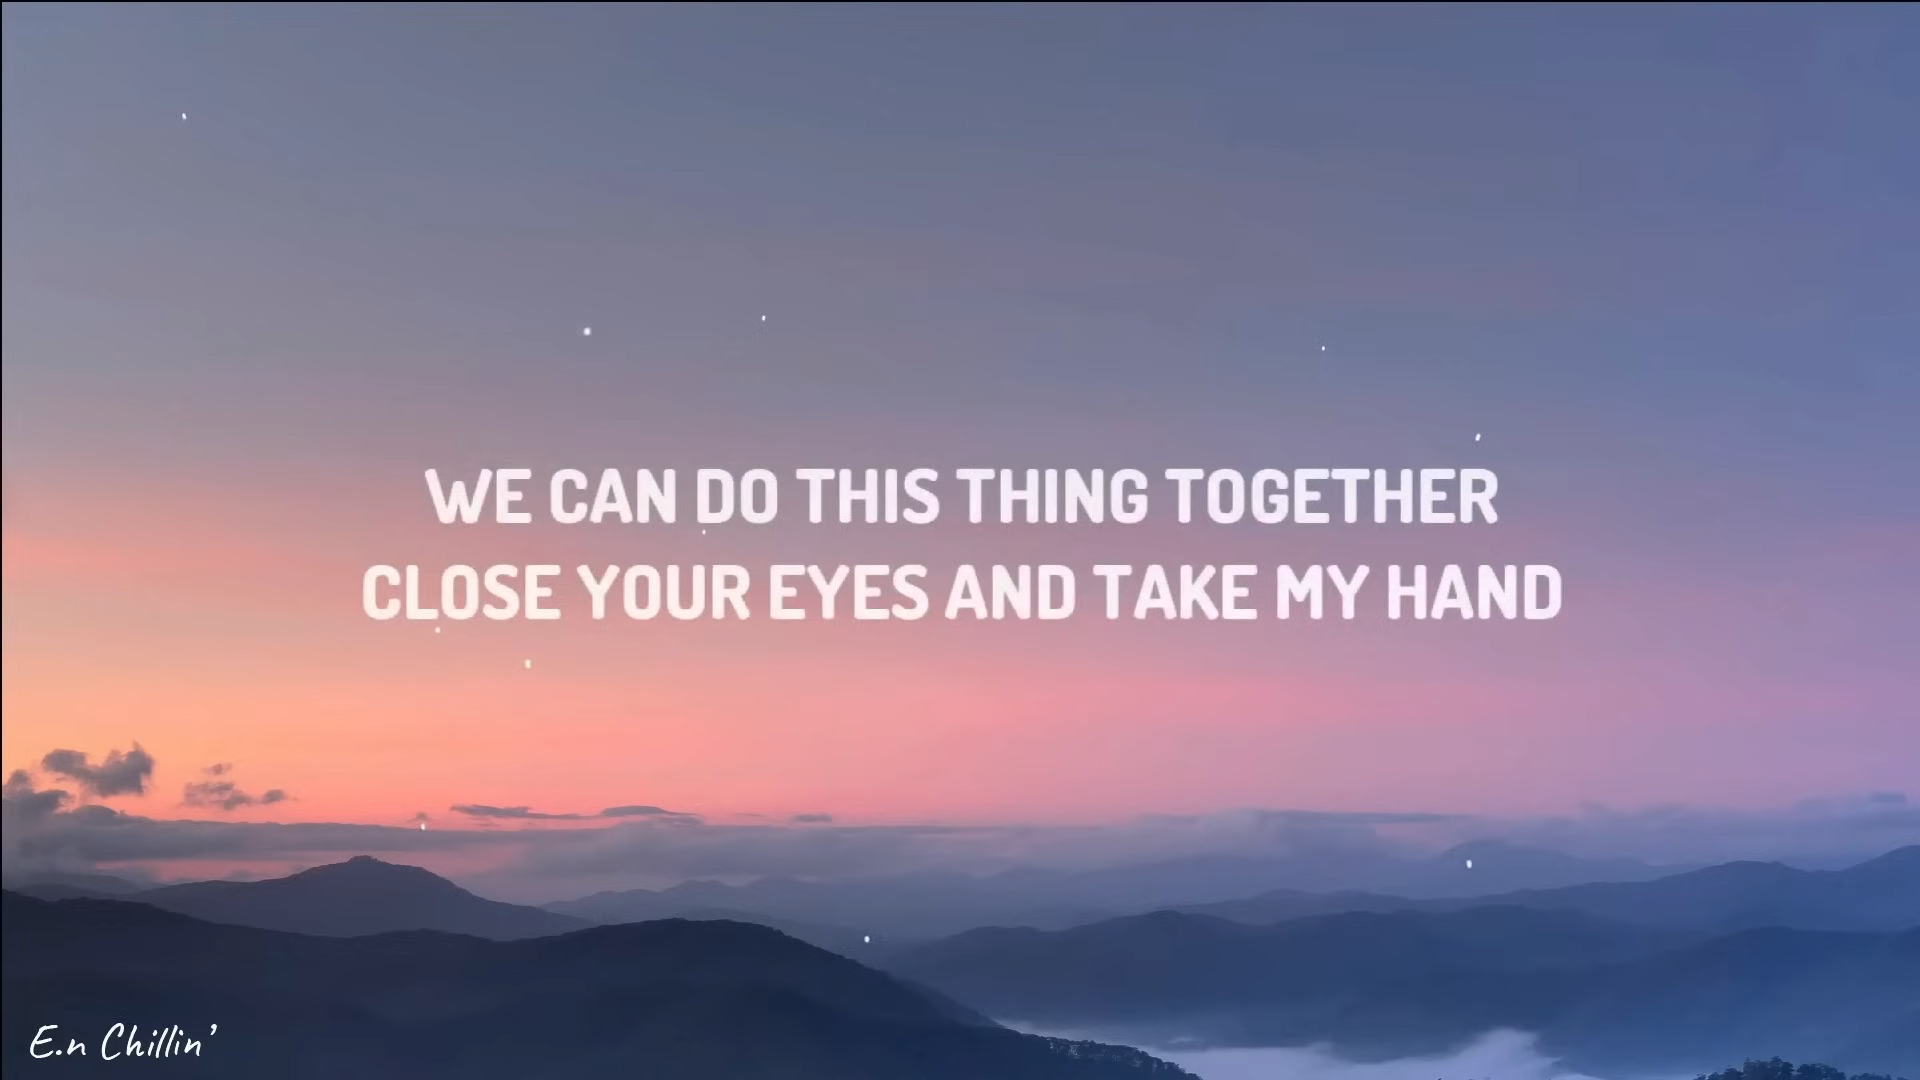 WE CAN DO THIS THING TOGETHER
CLOSE YOUR EYES AND TAKE MY HAND
E.n Chillin'